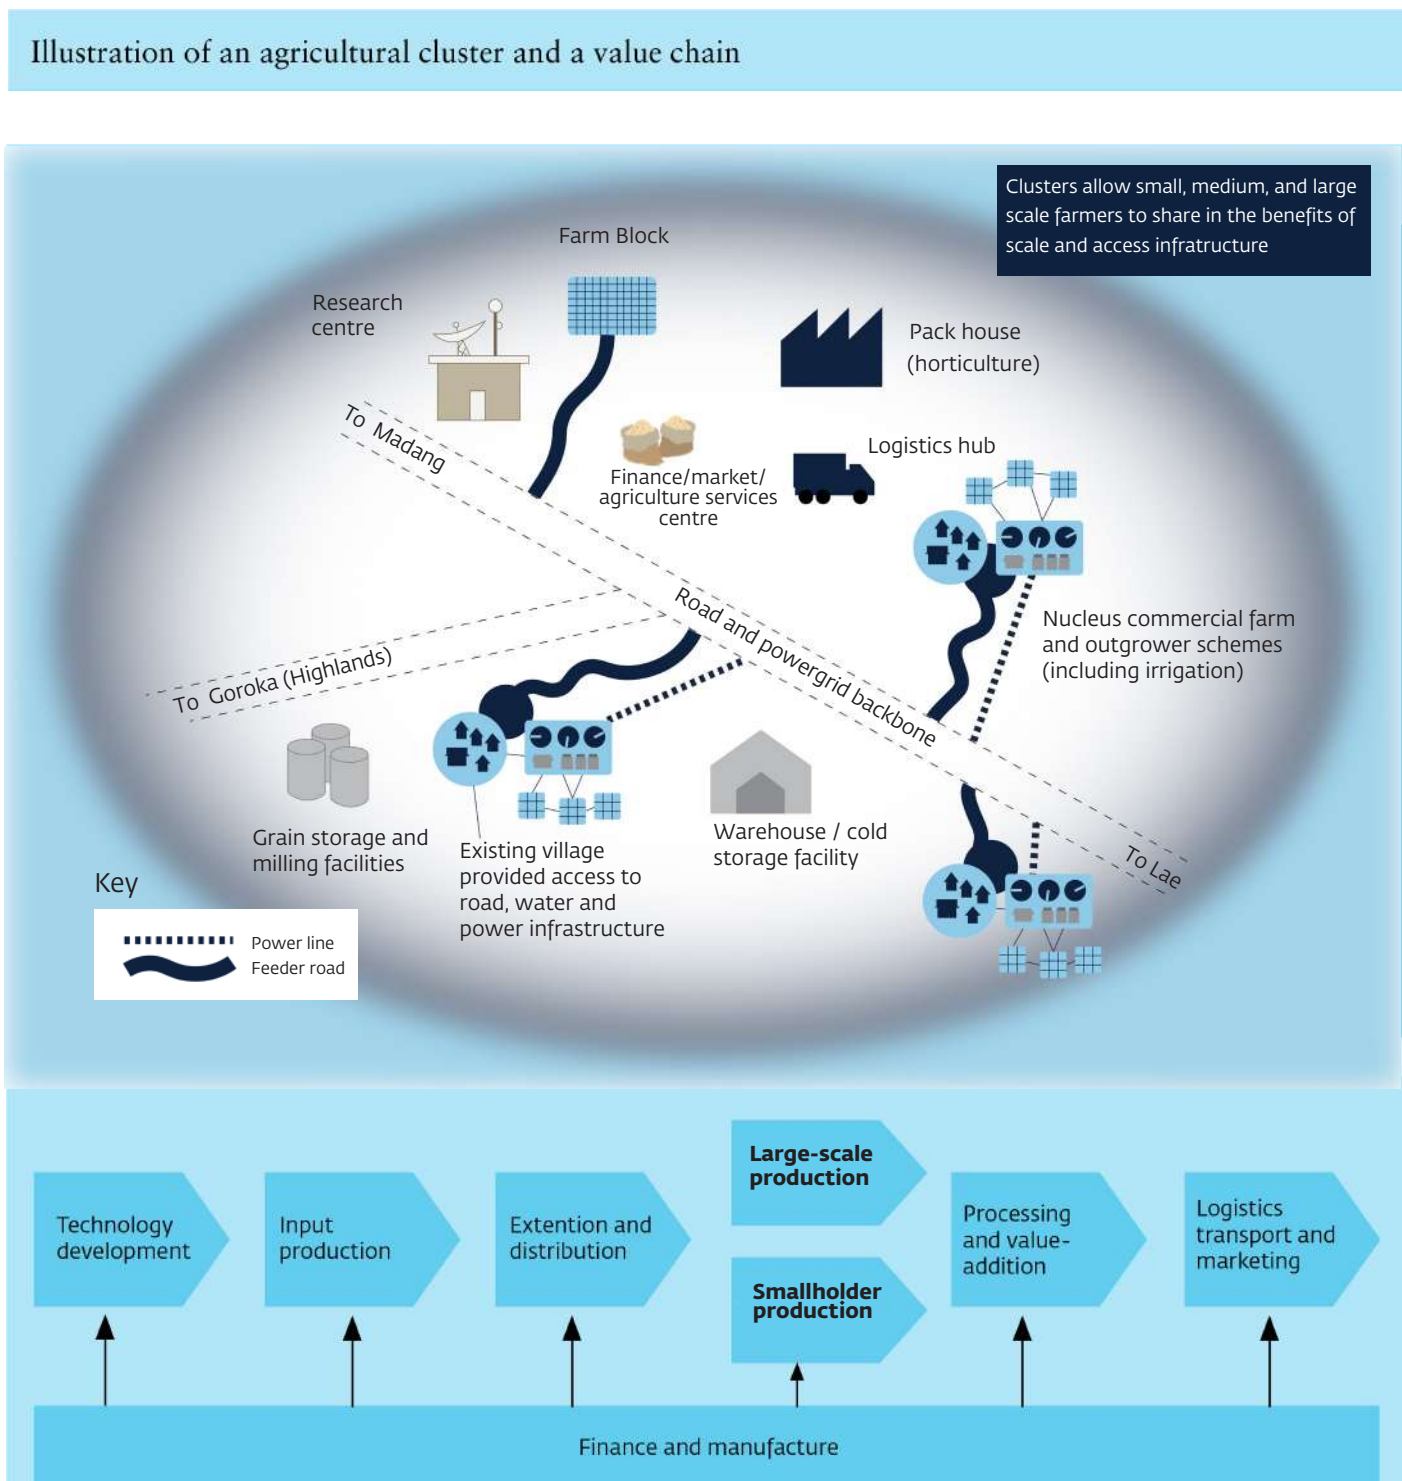 Illustration of an agricultural cluster and a value chain
Clusters allow small, medium, and large
scale farmers to share in the benefits of
scale and access infratructure
Farm Block
Research
centre
Pack house
(horticulture)
To Madang
Logistics hub
Finance/market/
agriculture services
centre
Road and powergrid backbone
Nucleus commercial farm
and outgrower schemes
(including irrigation)
To Goroka (Highlands)
Grain storage and
milling facilities
Existing village
provided access to
road, water and
power infrastructure
Warehouse / cold
storage facility
To Lae
Key
Power line
Feeder road
Technology
development
Input
production
Extention and
distribution
Large-scale
production
Smallholder
production
Processing
and value-
addition
Logistics
transport and
marketing
Finance and manufacture